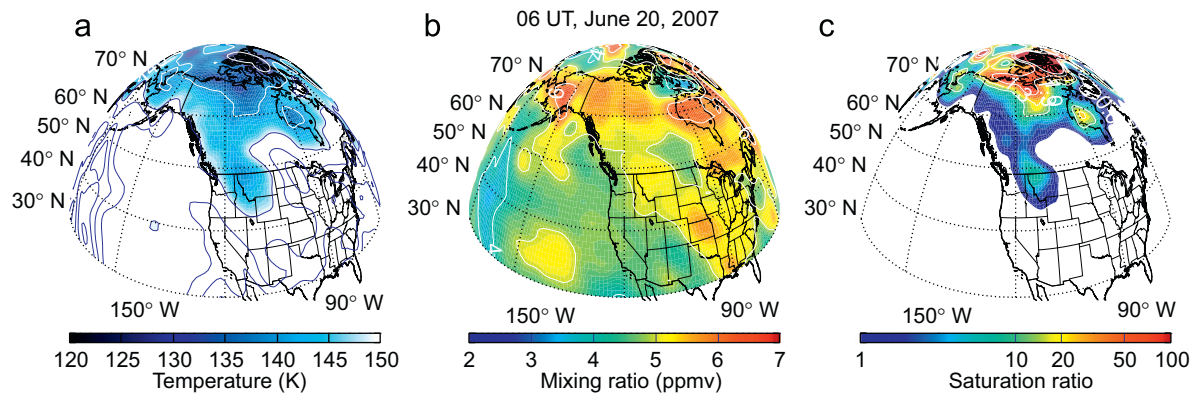 06 UT, June 20, 2007
a
70° N
60° N
50° N
40° N
30° N
150° W
90° W
120 125 130 135 140 145 150
Temperature (K)
b
70° N
60° N
50° N
40° N
30° N
150° W
90° W
2 3 4 5 6 7
Mixing ratio (ppmv)
c
70° N
60° N
50° N
40° N
30° N
150° W
90° W
1 10 20 50 100
Saturation ratio